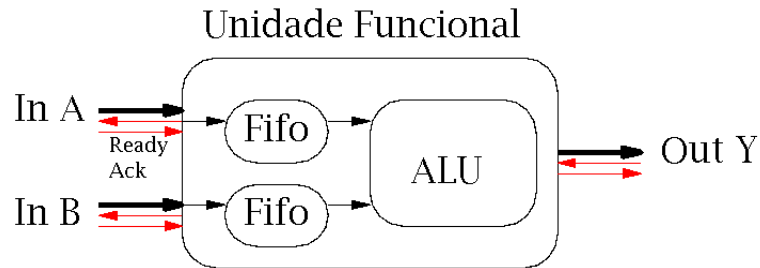 Unidade Funcional
In A
Fifo
Ready
Ack
ALU
Out Y
In B
Fifo